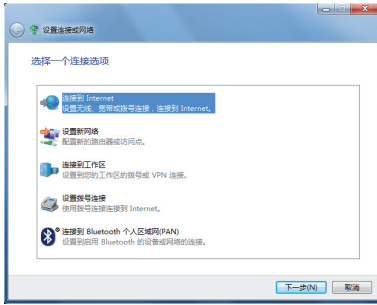 设置连接或网络
选择一个连接选项
连接到 Internet
设置无线、宽带或拨号连接，连接到 Internet。
设置新网络
配置新的路由器或访问点。
连接到工作区
设置到您的工作区的拨号或 VPN 连接。
设置拨号连接
使用拨号连接连接到 Internet。
连接到 Bluetooth 个人区域网(PAN)
设置到启用 Bluetooth 的设备或网络的连接。
下一步(N) 取消